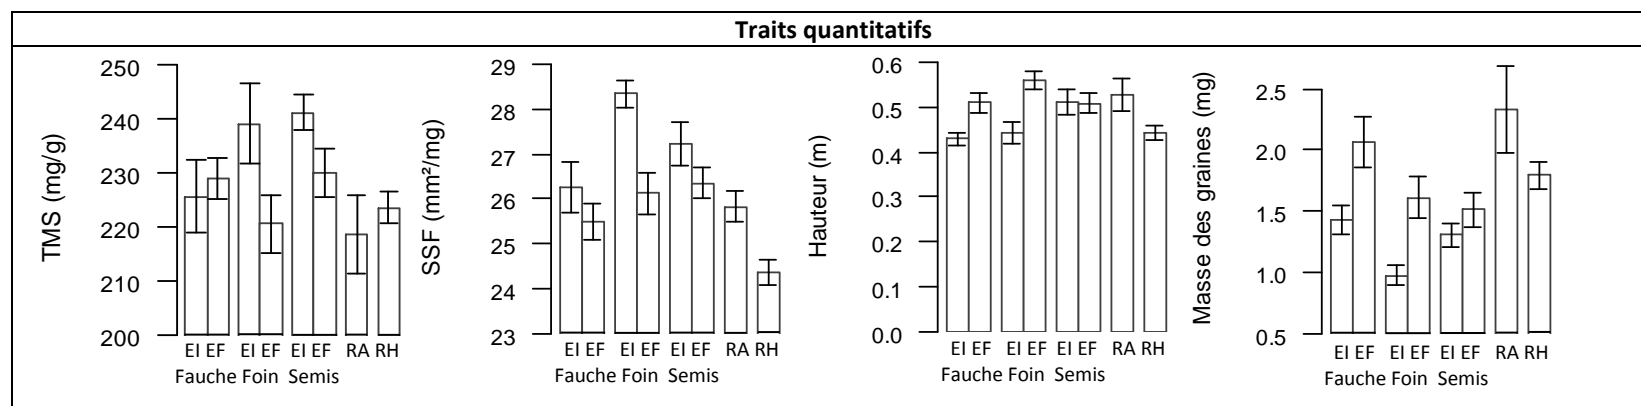 Traits quantitatifs
TMS (mg/g)
250
240
230
220
210
200
EI EF EI EF EI EF RA RH
Fauche Foin Semis
SSF (mm²/mg)
29
28
27
26
25
24
23
EI EF EI EF EI EF RA RH
Fauche Foin Semis
Hauteur (m)
0.6
0.5
0.4
0.3
0.2
0.1
0.0
EI EF EI EF EI EF RA RH
Fauche Foin Semis
Masse des graines (mg)
2.5
2.0
1.5
1.0
0.5
EI EF EI EF EI EF RA RH
Fauche Foin Semis